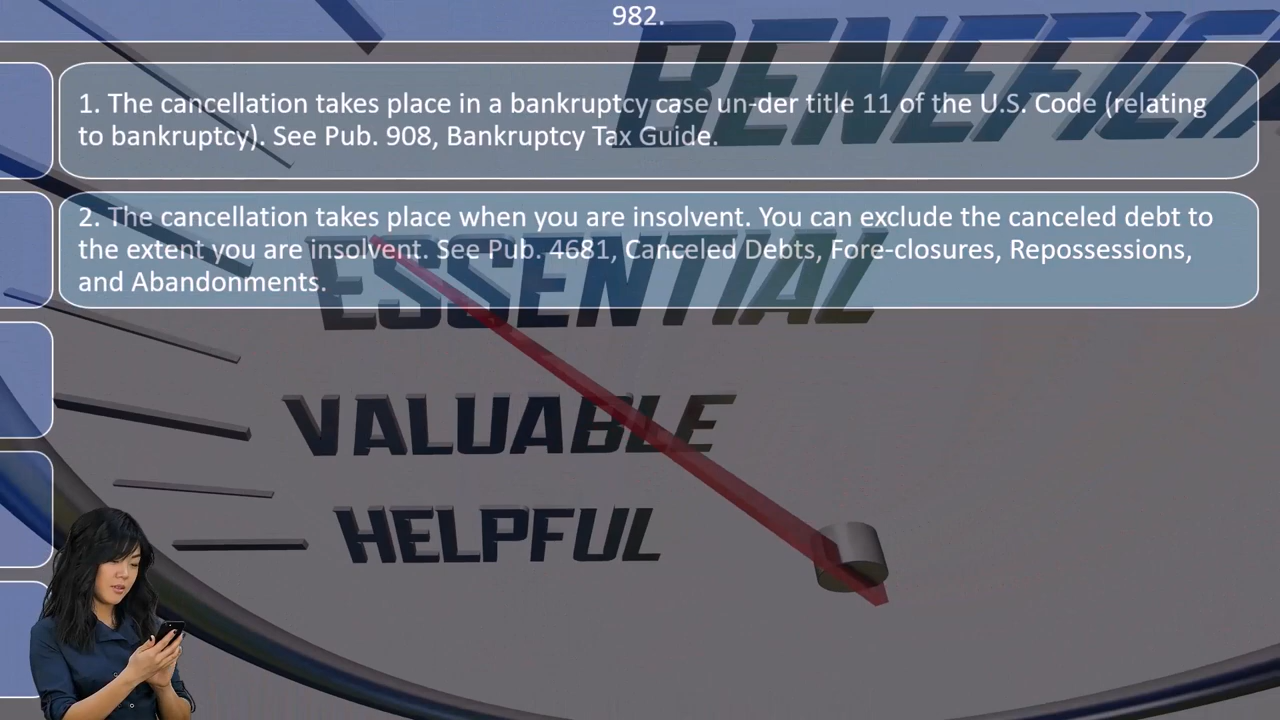 982.
1. The cancellation takes place in a bankruptcy case un-der title 11 of the U.S. Code (relating
to bankruptcy). See Pub. 908, Bankruptcy Tax Guide.
2. The cancellation takes place when you are insolvent. You can exclude the canceled debt to
the extent you are insolvent. See Pub. 4681, Canceled Debts, Fore-closures, Repossessions,
and Abandonments.
ESSENTIAL
VALUABLE
HELPFUL